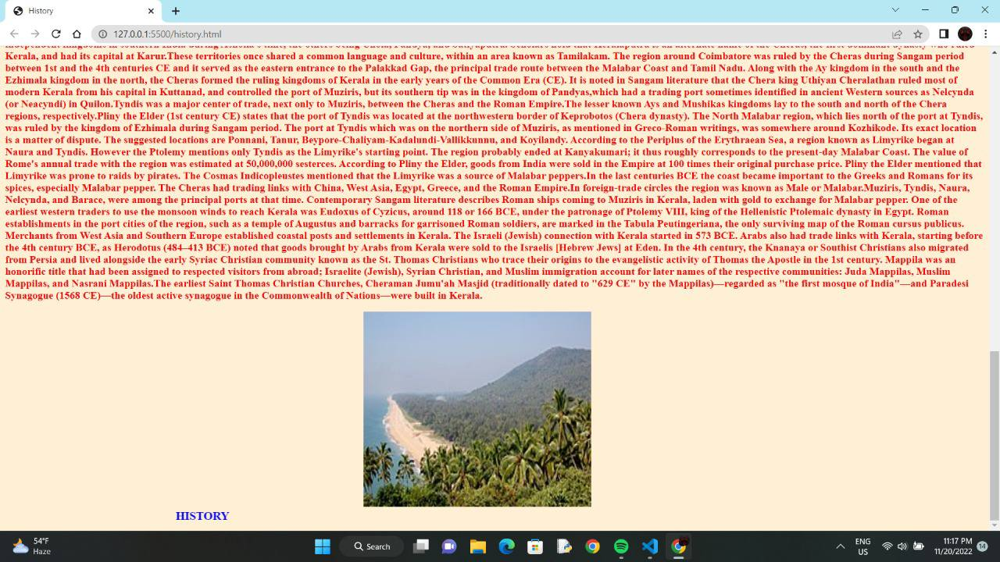 History
127.0.0.1:5500/history.html
Kerala, and had its capital at Karur.These territories once shared a common language and culture, within an area known as Tamilakam. The region around Coimbatore was ruled by the Cheras during Sangam period
between 1st and the 4th centuries CE and it served as the eastern entrance to the Palakkad Gap, the principal trade route between the Malabar Coast and Tamil Nadu. Along with the Ay kingdom in the south and the
Ezhimala kingdom in the north, the Cheras formed the ruling kingdoms of Kerala in the early years of the Common Era (CE). It is noted in Sangam literature that the Chera king Uthiyan Cheralathan ruled most of
modern Kerala from his capital in Kuttanad, and controlled the port of Muziris, but its southern tip was in the kingdom of Pandyas,which had a trading port sometimes identified in ancient Western sources as Nelcynda
(or Neacyndi) in Quilon.Tyndis was a major center of trade, next only to Muziris, between the Cheras and the Roman Empire.The lesser known Ays and Mushikas kingdoms lay to the south and north of the Chera
regions, respectively.Pliny the Elder (1st century CE) states that the port of Tyndis was located at the northwestern border of Keprobotos (Chera dynasty). The North Malabar region, which lies north of the port at Tyndis,
was ruled by the kingdom of Ezhimala during Sangam period. The port at Tyndis which was on the northern side of Muziris, as mentioned in Greco-Roman writings, was somewhere around Kozhikode. Its exact location
is a matter of dispute. The suggested locations are Ponnani, Tanur, Beypore-Chaliyam-Kadalundi-Vallikkunnu, and Koyilandy. According to the Periplus of the Erythraean Sea, a region known as Limyrike began at
Naura and Tyndis. However the Ptolemy mentions only Tyndis as the Limyrike's starting point. The region probably ended at Kanyakumari; it thus roughly corresponds to the present-day Malabar Coast. The value of
Rome's annual trade with the region was estimated at 50,000,000 sesterces. According to Pliny the Elder, goods from India were sold in the Empire at 100 times their original purchase price. Pliny the Elder mentioned that
Limyrike was prone to raids by pirates. The Cosmas Indicopleustes mentioned that the Limyrike was a source of Malabar peppers.In the last centuries BCE the coast became important to the Greeks and Romans for its
spices, especially Malabar pepper. The Cheras had trading links with China, West Asia, Egypt, Greece, and the Roman Empire.In foreign-trade circles the region was known as Male or Malabar.Muziris, Tyndis, Naura,
Nelcynda, and Barace, were among the principal ports at that time. Contemporary Sangam literature describes Roman ships coming to Muziris in Kerala, laden with gold to exchange for Malabar pepper. One of the
earliest western traders to use the monsoon winds to reach Kerala was Eudoxus of Cyzicus, around 118 or 166 BCE, under the patronage of Ptolemy VIII, king of the Hellenistic Ptolemaic dynasty in Egypt. Roman
establishments in the port cities of the region, such as a temple of Augustus and barracks for garrisoned Roman soldiers, are marked in the Tabula Peutingeriana, the only surviving map of the Roman cursus publicus.
Merchants from West Asia and Southern Europe established coastal posts and settlements in Kerala. The Israeli (Jewish) connection with Kerala started in 573 BCE. Arabs also had trade links with Kerala, starting before
the 4th century BCE, as Herodotus (484–413 BCE) noted that goods brought by Arabs from Kerala were sold to the Israelis [Hebrew Jews] at Eden. In the 4th century, the Knanaya or Southist Christians also migrated
from Persia and lived alongside the early Syriac Christian community known as the St. Thomas Christians who trace their origins to the evangelistic activity of Thomas the Apostle in the 1st century. Mappila was an
honorific title that had been assigned to respected visitors from abroad; Israelite (Jewish), Syrian Christian, and Muslim immigration account for later names of the respective communities: Juda Mappilas, Muslim
Mappilas, and Nasrani Mappilas.The earliest Saint Thomas Christian Churches, Cheraman Jumu'ah Masjid (traditionally dated to "629 CE" by the Mappilas)—regarded as "the first mosque of India"—and Paradesi
Synagogue (1568 CE)—the oldest active synagogue in the Commonwealth of Nations—were built in Kerala.
HISTORY
54°F
Haze
Search
ENG
US
11:17 PM
11/20/2022
14